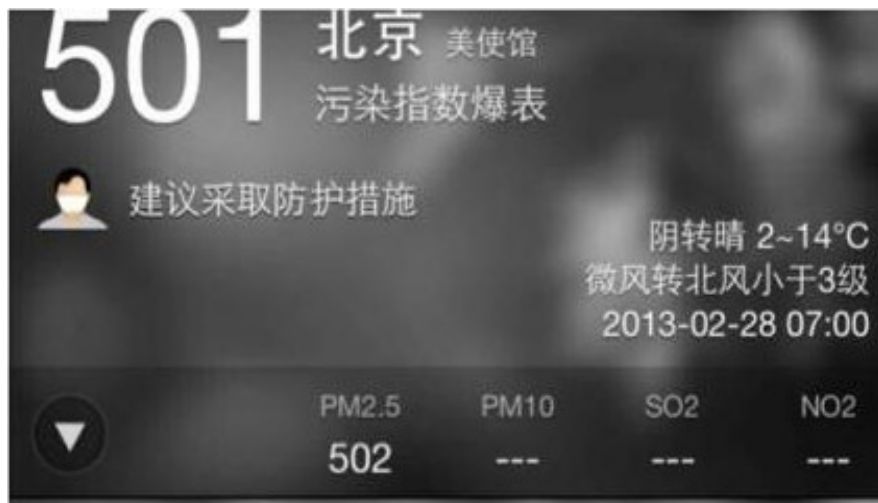 501 北京 美使馆
污染指数爆表
建议采取防护措施
阴转晴 2~14°C
微风转北风小于3级
2013-02-28 07:00
PM2.5 PM10 SO2 NO2
502 --- --- ---